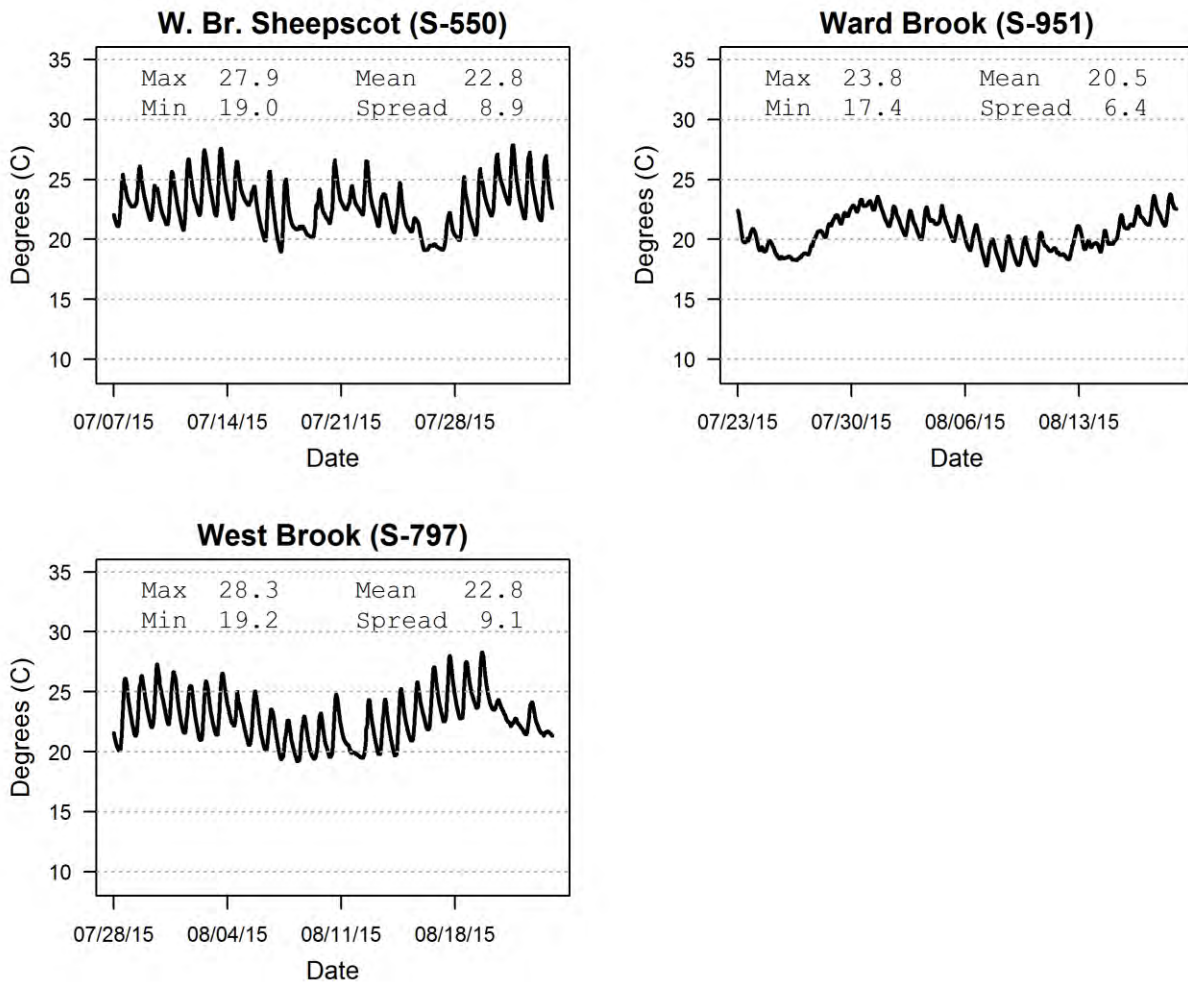 W. Br. Sheepscot (S-550)
35
30
25
20
15
10
Degrees (C)
Max 27.9 Mean 22.8
Min 19.0 Spread 8.9
07/07/15 07/14/15 07/21/15 07/28/15
Date
Ward Brook (S-951)
35
30
25
20
15
10
Degrees (C)
Max 23.8 Mean 20.5
Min 17.4 Spread 6.4
07/23/15 07/30/15 08/06/15 08/13/15
Date
West Brook (S-797)
35
30
25
20
15
10
Degrees (C)
Max 28.3 Mean 22.8
Min 19.2 Spread 9.1
07/28/15 08/04/15 08/11/15 08/18/15
Date